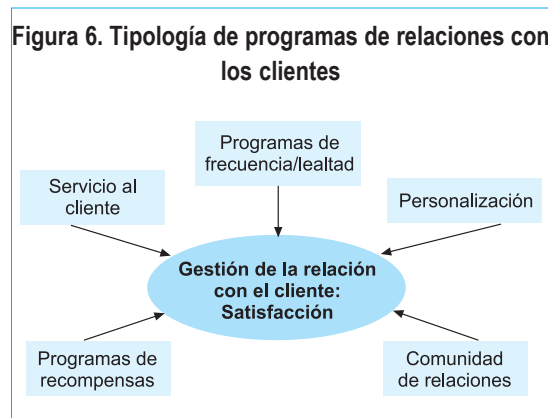 Figura 6. Tipología de programas de relaciones con
los clientes
Programas de
frecuencia/lealtad
Servicio al
cliente
Personalización
Gestión de la relación
con el cliente:
Satisfacción
Programas de
recompensas
Comunidad
de relaciones